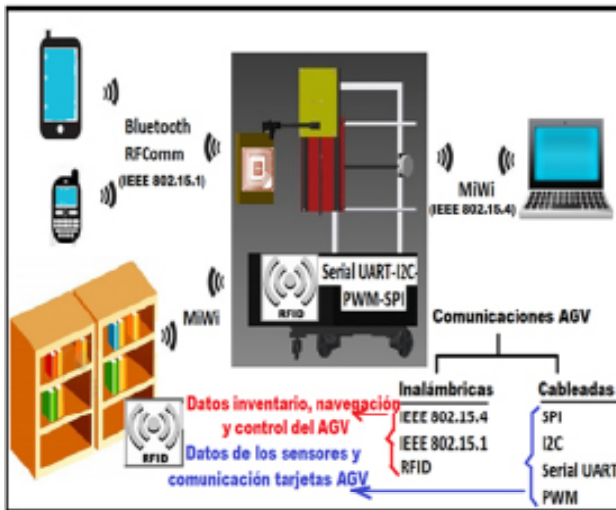 Bluetooth
RFComm
(IEEE 802.15.1)
MiWi
(IEEE 802.15.4)
Serial UART-I2C-
PWM-SPI
RFID
MiWi
Comunicaciones AGV
Inalámbricas
IEEE 802.15.4
IEEE 802.15.1
RFID
Cableadas
SPI
I2C
Serial UART
PWM
Datos inventario, navegación
y control del AGV
Datos de los sensores y
comunicación tarjetas AGV
RFID